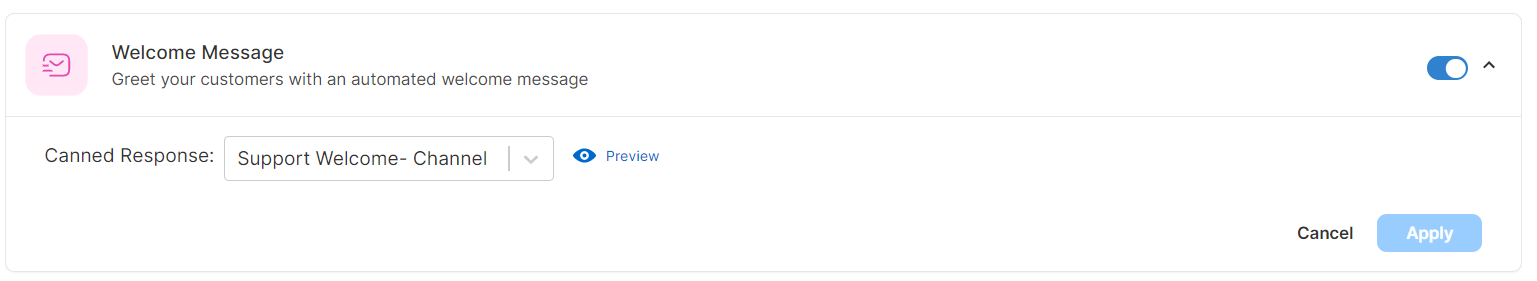 Welcome Message
Greet your customers with an automated welcome message
Canned Response: Support Welcome- Channel Preview
Cancel Apply